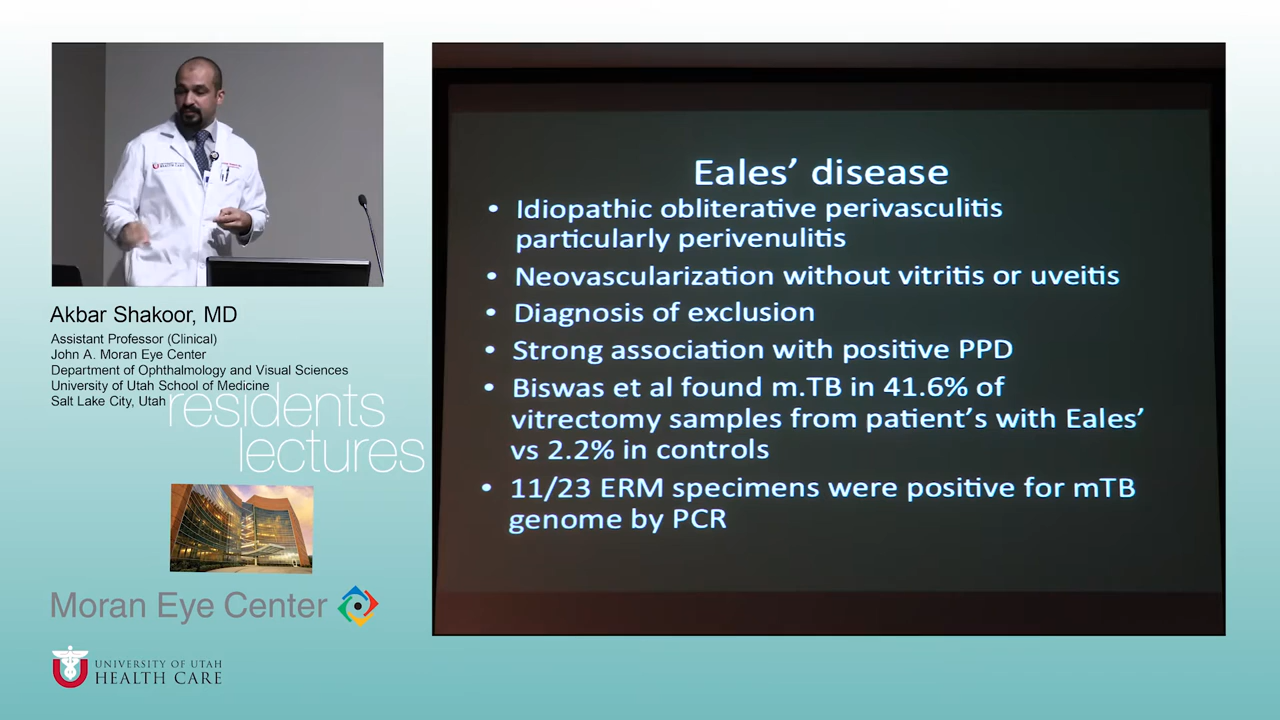 Akbar Shakoor, MD
Assistant Professor (Clinical)
John A. Moran Eye Center
Department of Ophthalmology and Visual Sciences
University of Utah School of Medicine
Salt Lake City, Utah
residents
lectures
Moran Eye Center
UNIVERSITY OF UTAH
HEALTH CARE
Eales’ disease
• Idiopathic obliterative perivasculitis
particularly perivenulitis
• Neovascularization without vitritis or uveitis
• Diagnosis of exclusion
• Strong association with positive PPD
• Biswas et al found m.TB in 41.6% of
vitrectomy samples from patient’s with Eales’
vs 2.2% in controls
• 11/23 ERM specimens were positive for mTB
genome by PCR
HEALTH CARE